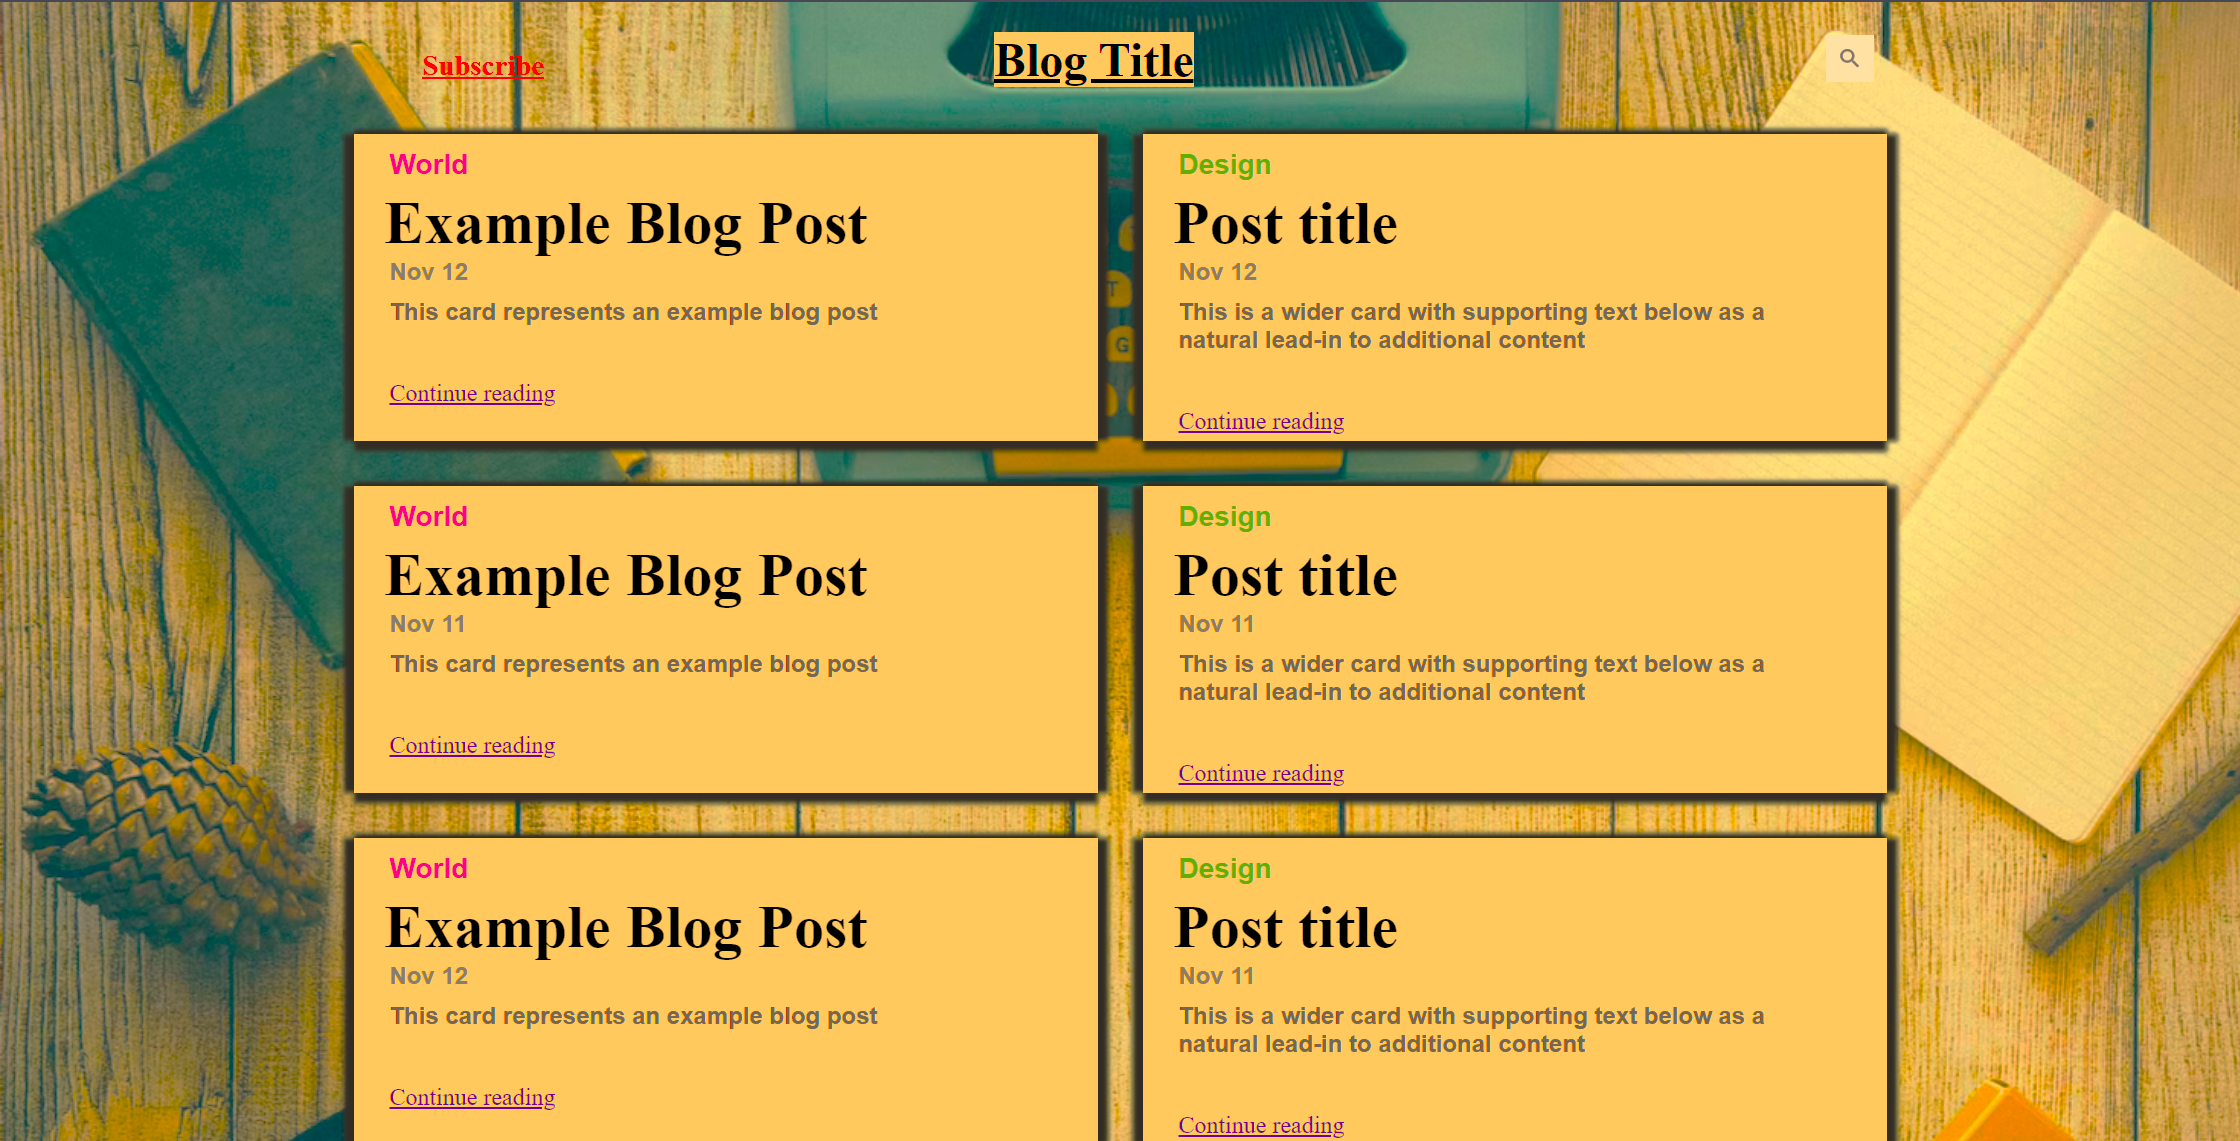 Subscribe
Blog Title
World
Example Blog Post
Nov 12
This card represents an example blog post
Continue reading
Design
Post title
Nov 12
This is a wider card with supporting text below as a
natural lead-in to additional content
Continue reading
World
Example Blog Post
Nov 11
This card represents an example blog post
Continue reading
Design
Post title
Nov 11
This is a wider card with supporting text below as a
natural lead-in to additional content
Continue reading
World
Example Blog Post
Nov 12
This card represents an example blog post
Continue reading
Design
Post title
Nov 11
This is a wider card with supporting text below as a
natural lead-in to additional content
Continue reading
T
G